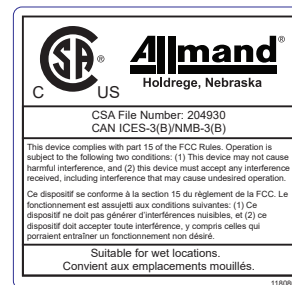 CSA ®
C US
Allmand ®
Holdrege, Nebraska
CSA File Number: 204930
CAN ICES-3(B)/NMB-3(B)
This device complies with part 15 of the FCC Rules. Operation is
subject to the following two conditions: (1) This device may not cause
harmful interference, and (2) this device must accept any interference
received, including interference that may cause undesired operation.
Ce dispositif se conforme à la section 15 du règlement de la FCC. Le
fonctionnement est assujetti aux conditions suivantes: (1) Ce
dispositif ne doit pas générer d'interférences nuisibles, et (2) ce
dispositif doit accepter toute interférence, y compris celles qui
porraient entraîner un fonctionnement non désiré.
Suitable for wet locations.
Convient aux emplacements mouillés.